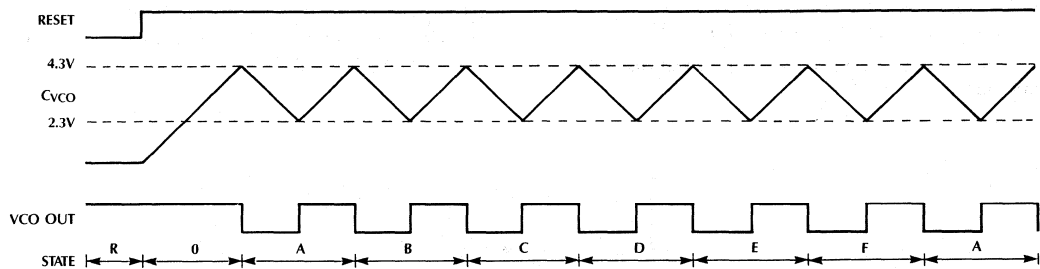 RESET
4.3V
CVCO
2.3V
VCO OUT
R 0 A B C D E F A
STATE